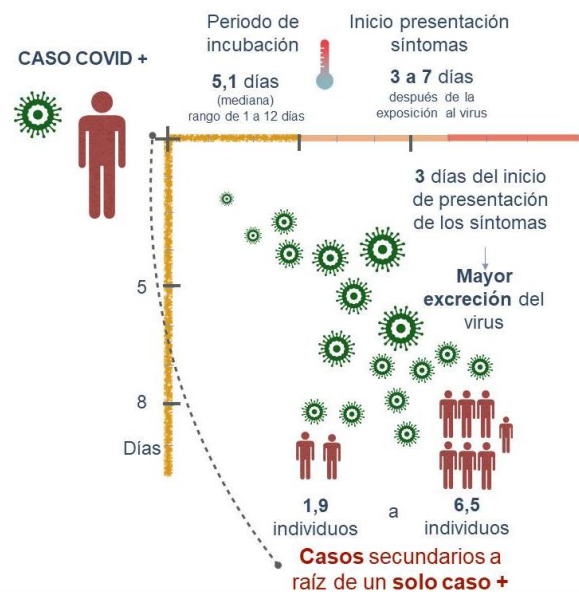 CASO COVID +
Periodo de
incubación
5,1 días
(mediana)
rango de 1 a 12 días
Inicio presentación
síntomas
3 a 7 días
después de la
exposición al virus
3 días del inicio
de presentación
de los síntomas
Mayor
excreción del
virus
5
8
Días
1,9
individuos
a
6,5
individuos
Casos secundarios a
raíz de un solo caso +